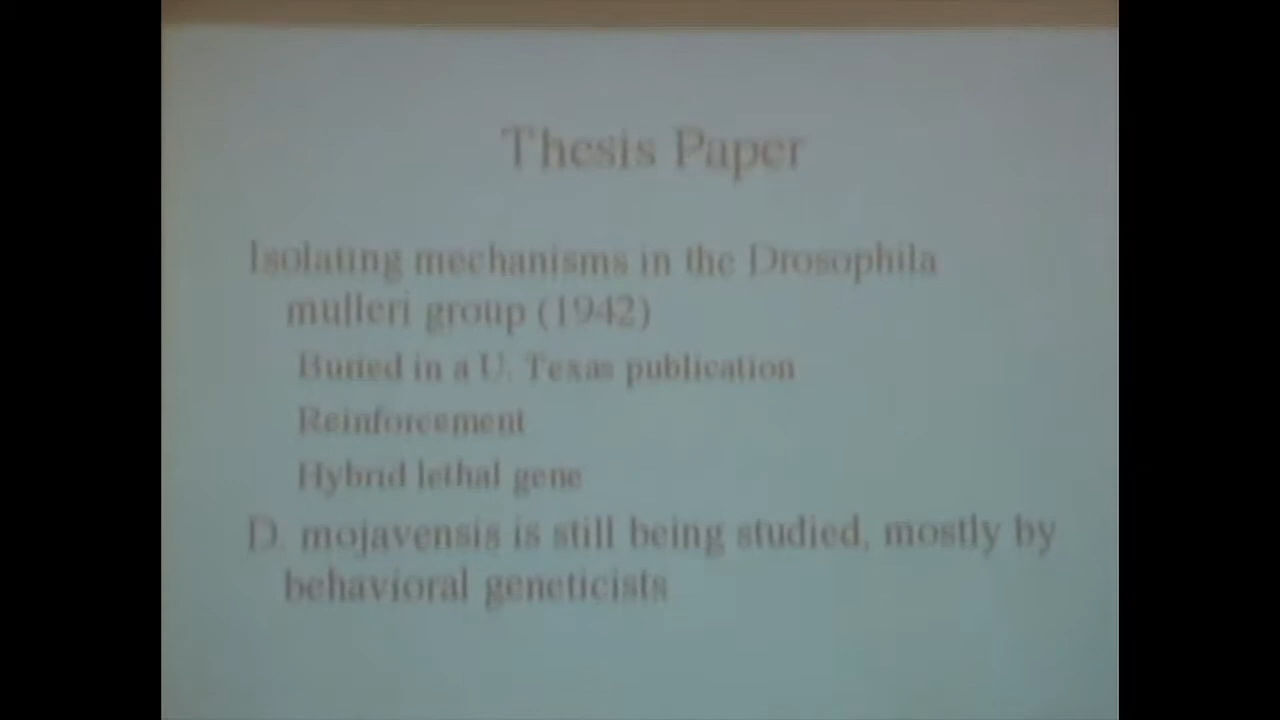 Thesis Paper
Isolating mechanisms in the Drosophila
mulleri group (1942)
Buried in a U. Texas publication
Reinforcement
Hybrid lethal gene
D. mojavensis is still being studied, mostly by
behavioral geneticists